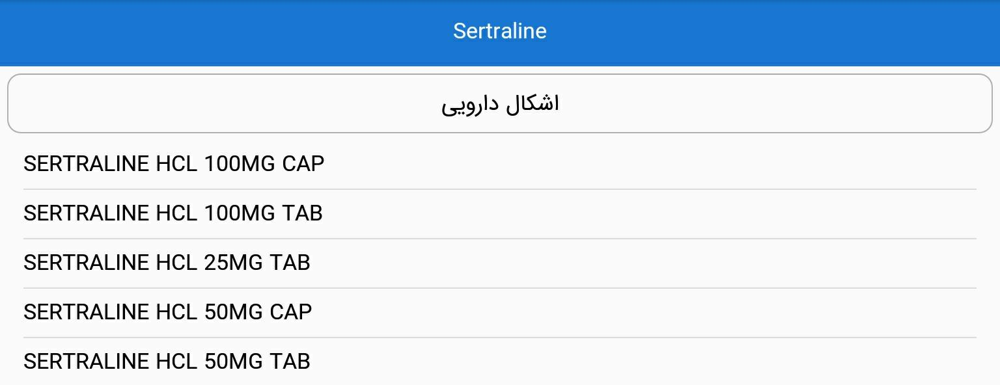 Sertraline
اشکال دارویی
SERTRALINE HCL 100MG CAP
SERTRALINE HCL 100MG TAB
SERTRALINE HCL 25MG TAB
SERTRALINE HCL 50MG CAP
SERTRALINE HCL 50MG TAB